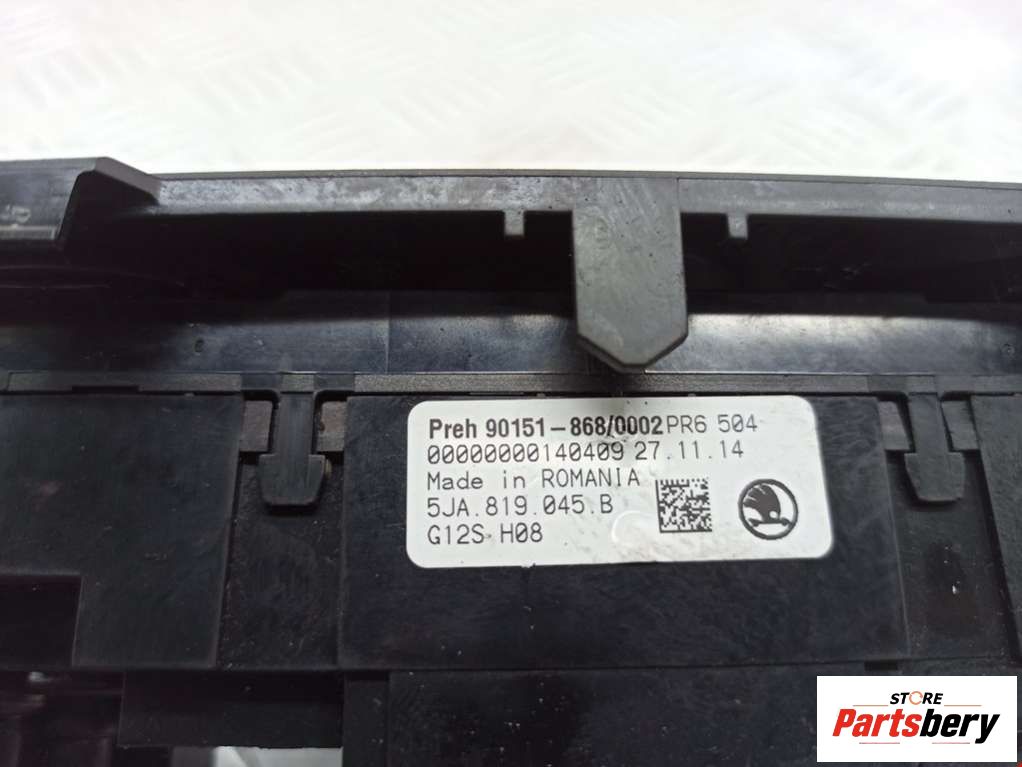 Preh 90151-868/0002 PR6 504
00000000140409 27.11.14
Made in ROMANIA
5JA.819.045.B
G12S H08
STORE
Partsbery